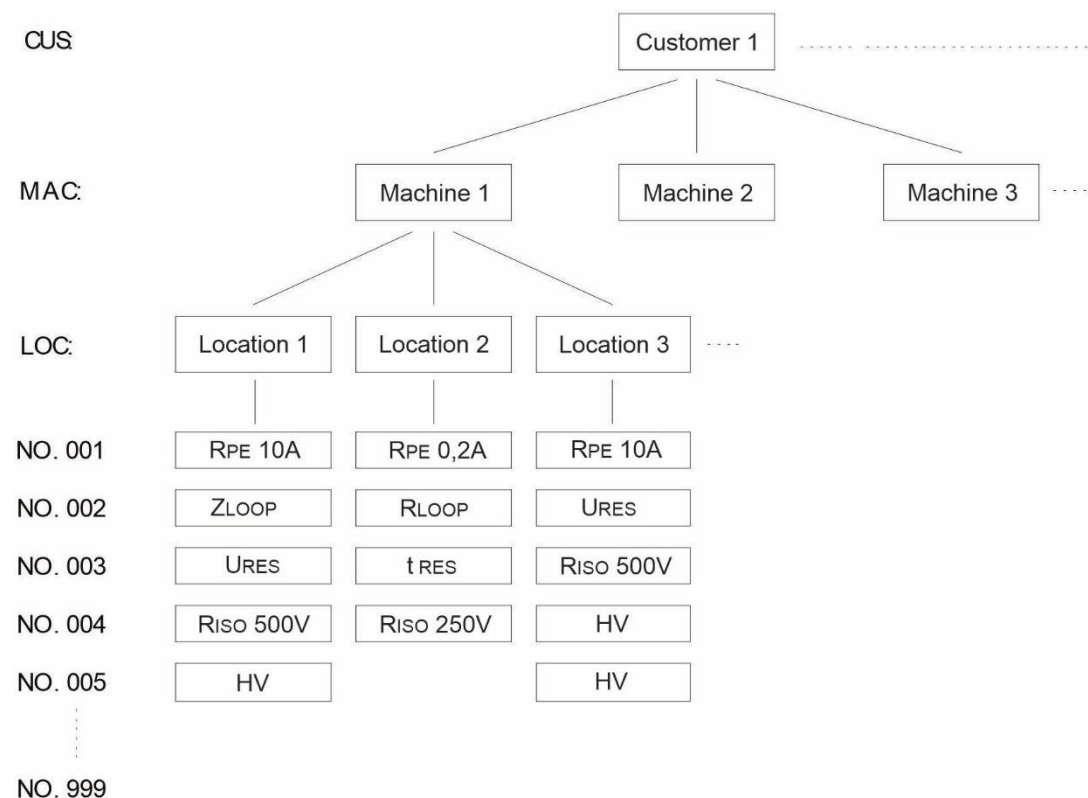 CUS: Customer 1
MAC: Machine 1 Machine 2 Machine 3
LOC: Location 1 Location 2 Location 3
NO. 001 RPE 10A RPE 0,2A RPE 10A
NO. 002 ZLOOP RLOOP URES
NO. 003 URES t RES RISO 500V
NO. 004 RISO 500V RISO 250V HV
NO. 005 HV HV
NO. 999